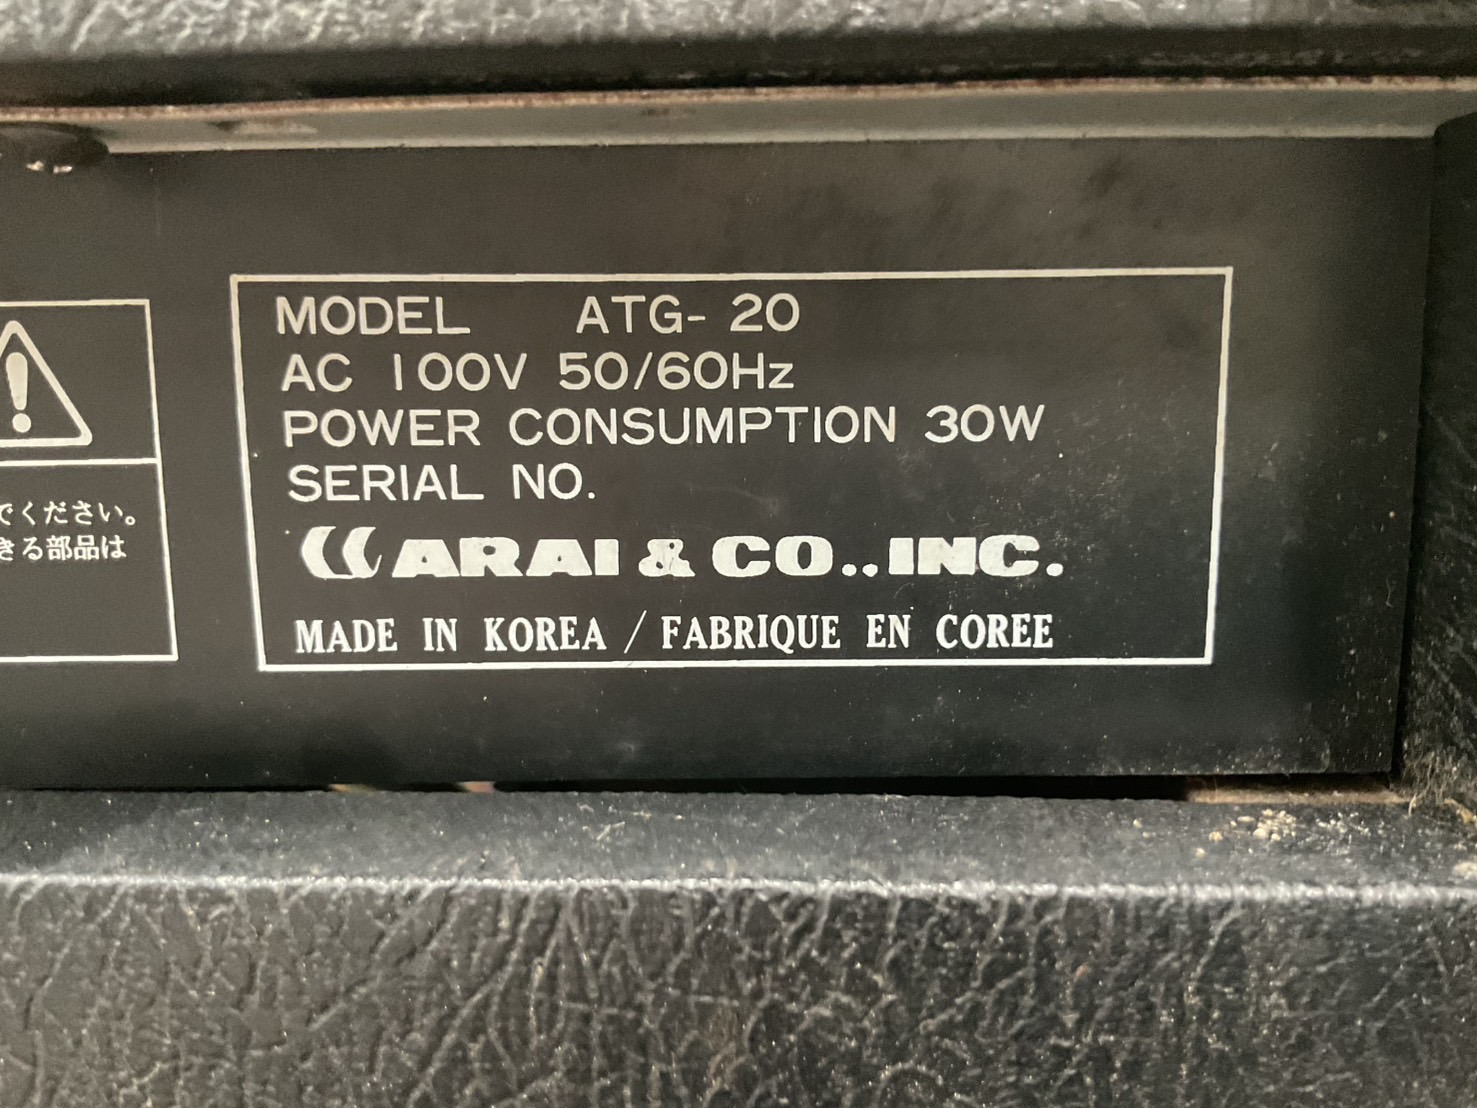 でください。
きる部品は
MODEL ATG- 20
AC 100V 50/60Hz
POWER CONSUMPTION 30W
SERIAL NO.
ARAI & CO.,.INC.
MADE IN KOREA / FABRIQUE EN COREE